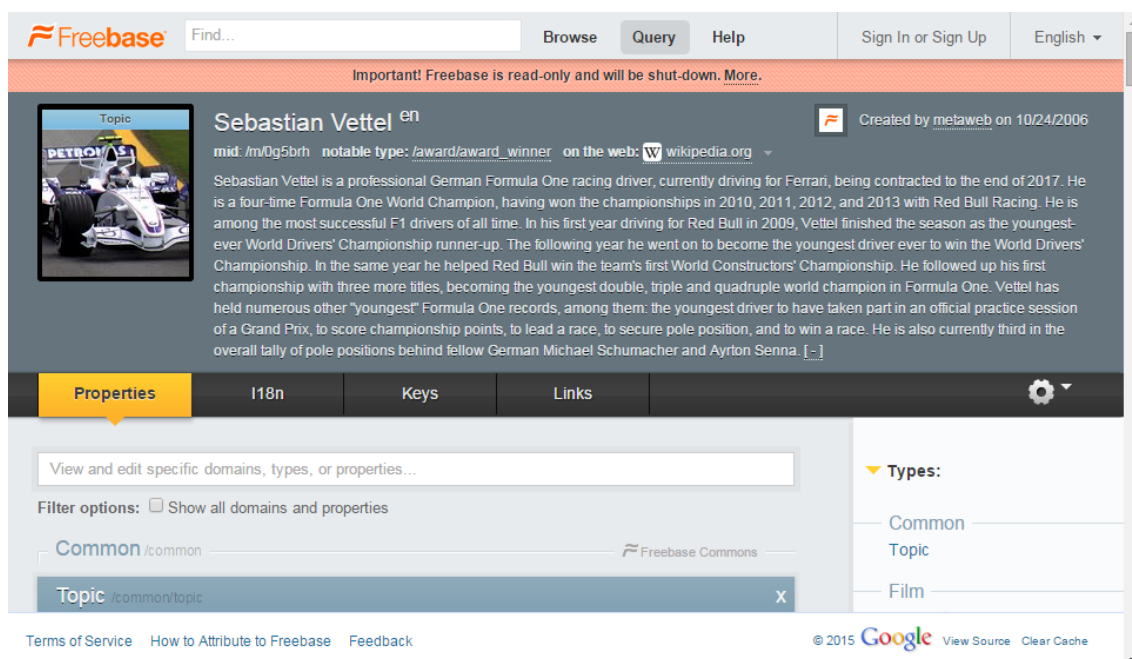 Freebase Find... Browse Query Help Sign In or Sign Up English
Important! Freebase is read-only and will be shut-down. More.
Topic
PETRONAS
Sebastian Vettel en
Created by metaweb on 10/24/2006
mid: /m/0g5brh notable type: /award/award_winner on the web: W wikipedia.org
Sebastian Vettel is a professional German Formula One racing driver, currently driving for Ferrari, being contracted to the end of 2017. He
is a four-time Formula One World Champion, having won the championships in 2010, 2011, 2012, and 2013 with Red Bull Racing. He is
among the most successful F1 drivers of all time. In his first year driving for Red Bull in 2009, Vettel finished the season as the youngest-
ever World Drivers' Championship runner-up. The following year he went on to become the youngest driver ever to win the World Drivers'
Championship. In the same year he helped Red Bull win the team's first World Constructors' Championship. He followed up his first
championship with three more titles, becoming the youngest double, triple and quadruple world champion in Formula One. Vettel has
held numerous other "youngest" Formula One records, among them: the youngest driver to have taken part in an official practice session
of a Grand Prix, to score championship points, to lead a race, to secure pole position, and to win a race. He is also currently third in the
overall tally of pole positions behind fellow German Michael Schumacher and Ayrton Senna. [ - ]
Properties I18n Keys Links
View and edit specific domains, types, or properties...
Filter options: Show all domains and properties
Common /common Freebase Commons
Topic /common/topic x
Types:
Common
Topic
Film
Terms of Service How to Attribute to Freebase Feedback © 2015 Google View Source Clear Cache